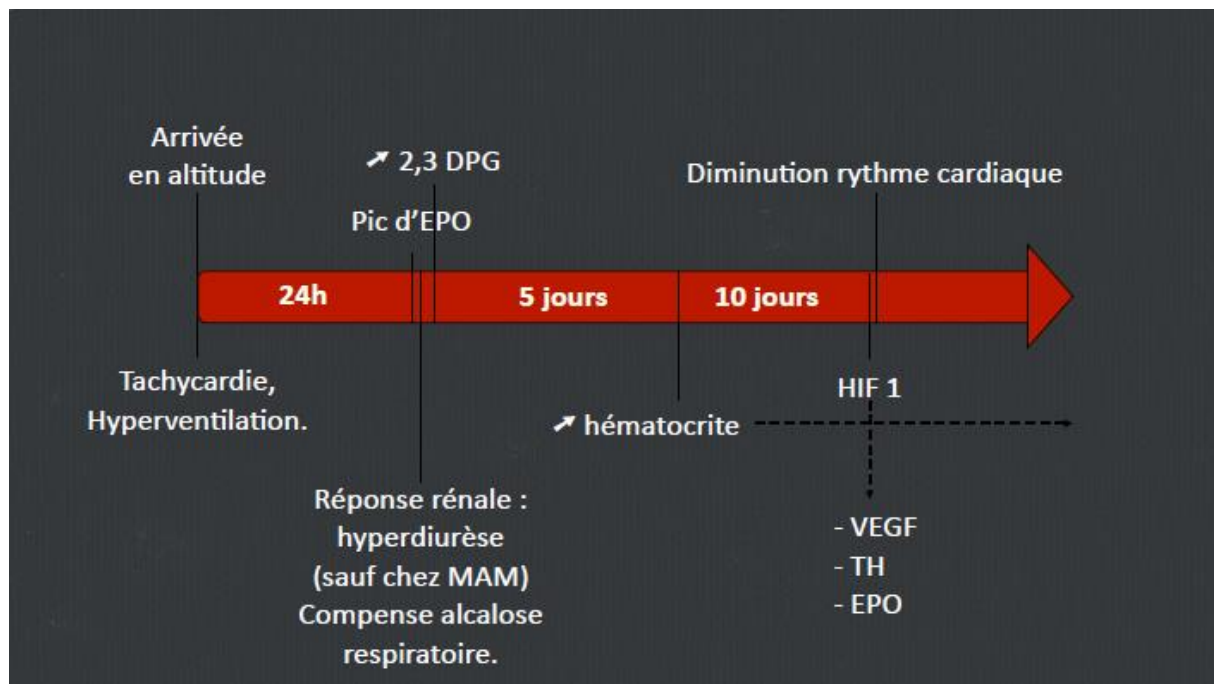 Arrivée
en altitude
➚ 2,3 DPG
Pic d’EPO
Diminution rythme cardiaque
24h
5 jours
10 jours
Tachycardie,
Hyperventilation.
HIF 1
➚ hématocrite
Réponse rénale :
hyperdiurèse
(sauf chez MAM)
Compense alcalose
respiratoire.
- VEGF
- TH
- EPO